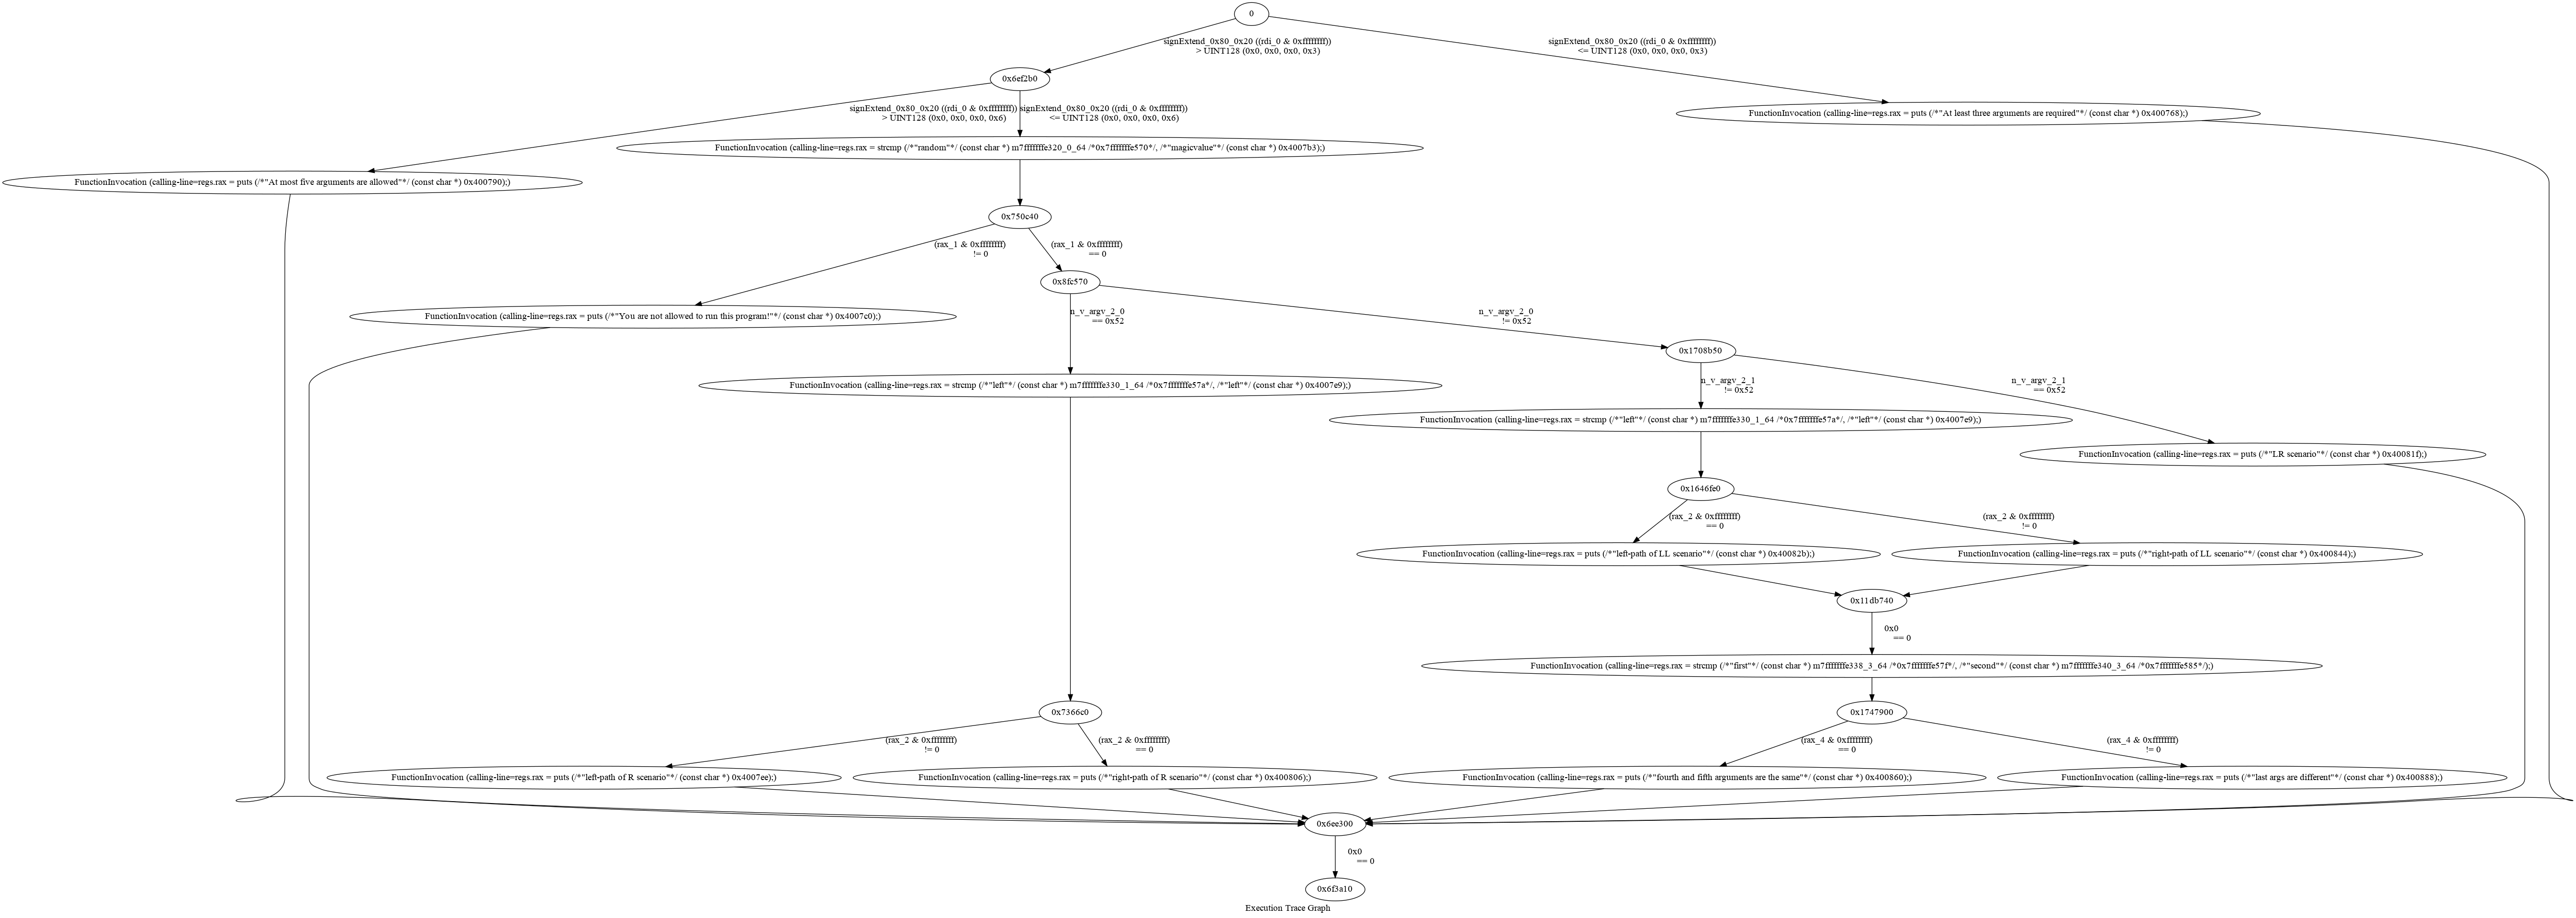 0
signExtend_0x80_0x20 ((rdi_0 & 0xffffffff))
> UINT128 (0x0, 0x0, 0x0, 0x3)
signExtend_0x80_0x20 ((rdi_0 & 0xffffffff))
<= UINT128 (0x0, 0x0, 0x0, 0x3)
0x6ef2b0
signExtend_0x80_0x20 ((rdi_0 & 0xffffffff))
> UINT128 (0x0, 0x0, 0x0, 0x6)
signExtend_0x80_0x20 ((rdi_0 & 0xffffffff))
<= UINT128 (0x0, 0x0, 0x0, 0x6)
FunctionInvocation (calling-line=regs.rax = puts (/*"At least three arguments are required"*/ (const char *) 0x400768);)
FunctionInvocation (calling-line=regs.rax = strcmp (/*"random"*/ (const char *) m7fffffffe320_0_64 /*0x7fffffffe570*/, /*"magicvalue"*/ (const char *) 0x4007b3);)
FunctionInvocation (calling-line=regs.rax = puts (/*"At most five arguments are allowed"*/ (const char *) 0x400790);)
0x750c40
(rax_1 & 0xffffffff)
!= 0
(rax_1 & 0xffffffff)
== 0
0x8fc570
FunctionInvocation (calling-line=regs.rax = puts (/*"You are not allowed to run this program!"*/ (const char *) 0x4007c0);)
n_v_argv_2_0
== 0x52
n_v_argv_2_0
!= 0x52
0x1708b50
FunctionInvocation (calling-line=regs.rax = strcmp (/*"left"*/ (const char *) m7fffffffe330_1_64 /*0x7fffffffe57a*/, /*"left"*/ (const char *) 0x4007e9);)
n_v_argv_2_1
!= 0x52
n_v_argv_2_1
== 0x52
FunctionInvocation (calling-line=regs.rax = strcmp (/*"left"*/ (const char *) m7fffffffe330_1_64 /*0x7fffffffe57a*/, /*"left"*/ (const char *) 0x4007e9);)
FunctionInvocation (calling-line=regs.rax = puts (/*"LR scenario"*/ (const char *) 0x40081f);)
0x1646fe0
(rax_2 & 0xffffffff)
== 0
(rax_2 & 0xffffffff)
!= 0
FunctionInvocation (calling-line=regs.rax = puts (/*"left-path of LL scenario"*/ (const char *) 0x40082b);)
FunctionInvocation (calling-line=regs.rax = puts (/*"right-path of LL scenario"*/ (const char *) 0x400844);)
0x11db740
0x0
== 0
FunctionInvocation (calling-line=regs.rax = strcmp (/*"first"*/ (const char *) m7fffffffe338_3_64 /*0x7fffffffe57f*/, /*"second"*/ (const char *) m7fffffffe340_3_64 /*0x7fffffffe585*/);)
0x7366c0
0x1747900
(rax_2 & 0xffffffff)
!= 0
(rax_2 & 0xffffffff)
== 0
(rax_4 & 0xffffffff)
== 0
(rax_4 & 0xffffffff)
!= 0
FunctionInvocation (calling-line=regs.rax = puts (/*"left-path of R scenario"*/ (const char *) 0x4007ee);)
FunctionInvocation (calling-line=regs.rax = puts (/*"right-path of R scenario"*/ (const char *) 0x400806);)
FunctionInvocation (calling-line=regs.rax = puts (/*"fourth and fifth arguments are the same"*/ (const char *) 0x400860);)
FunctionInvocation (calling-line=regs.rax = puts (/*"last args are different"*/ (const char *) 0x400888);)
0x6ee300
0x0
== 0
0x6f3a10
Execution Trace Graph